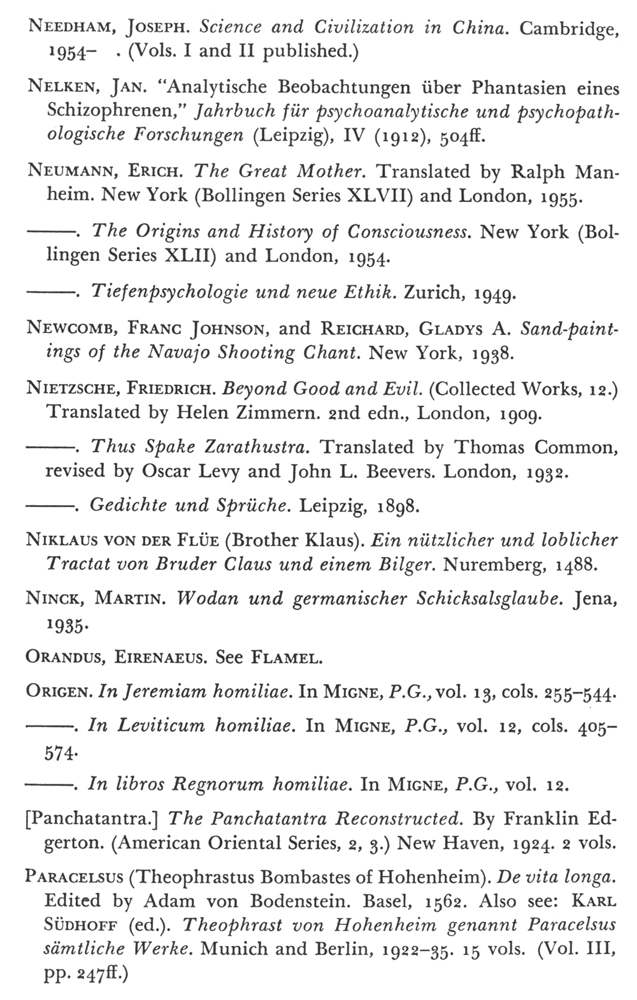 NEEDHAM, JOSEPH. Science and Civilization in China. Cambridge,
1954– . (Vols. I and II published.)
NELKEN, JAN. "Analytische Beobachtungen über Phantasien eines
Schizophrenen," Jahrbuch für psychoanalytische und psychopath-
ologische Forschungen (Leipzig), IV (1912), 504ff.
NEUMANN, ERICH. The Great Mother. Translated by Ralph Man-
heim. New York (Bollingen Series XLVII) and London, 1955.
———. The Origins and History of Consciousness. New York (Bol-
lingen Series XLII) and London, 1954.
———. Tiefenpsychologie und neue Ethik. Zurich, 1949.
NEWCOMB, FRANC JOHNSON, and REICHARD, GLADYS A. Sand-paint-
ings of the Navajo Shooting Chant. New York, 1938.
NIETZSCHE, FRIEDRICH. Beyond Good and Evil. (Collected Works, 12.)
Translated by Helen Zimmern. 2nd edn., London, 1909.
———. Thus Spake Zarathustra. Translated by Thomas Common,
revised by Oscar Levy and John L. Beevers. London, 1932.
———. Gedichte und Sprüche. Leipzig, 1898.
NIKLAUS VON DER FLÜE (Brother Klaus). Ein nützlicher und loblicher
Tractat von Bruder Claus und einem Bilger. Nuremberg, 1488.
NINCK, MARTIN. Wodan und germanischer Schicksalsglaube. Jena,
1935.
ORANDUS, EIRENAEUS. See FLAMEL.
ORIGEN. In Jeremiam homiliae. In MIGNE, P.G., vol. 13, cols. 255–544.
———. In Leviticum homiliae. In MIGNE, P.G., vol. 12, cols. 405–
574.
———. In libros Regnorum homiliae. In MIGNE, P.G., vol. 12.
[Panchatantra.] The Panchatantra Reconstructed. By Franklin Ed-
gerton. (American Oriental Series, 2, 3.) New Haven, 1924. 2 vols.
PARACELSUS (Theophrastus Bombastes of Hohenheim). De vita longa.
Edited by Adam von Bodenstein. Basel, 1562. Also see: KARL
SÜDHOFF (ed.). Theophrast von Hohenheim genannt Paracelsus
sämtliche Werke. Munich and Berlin, 1922–35. 15 vols. (Vol. III,
pp. 247ff.)